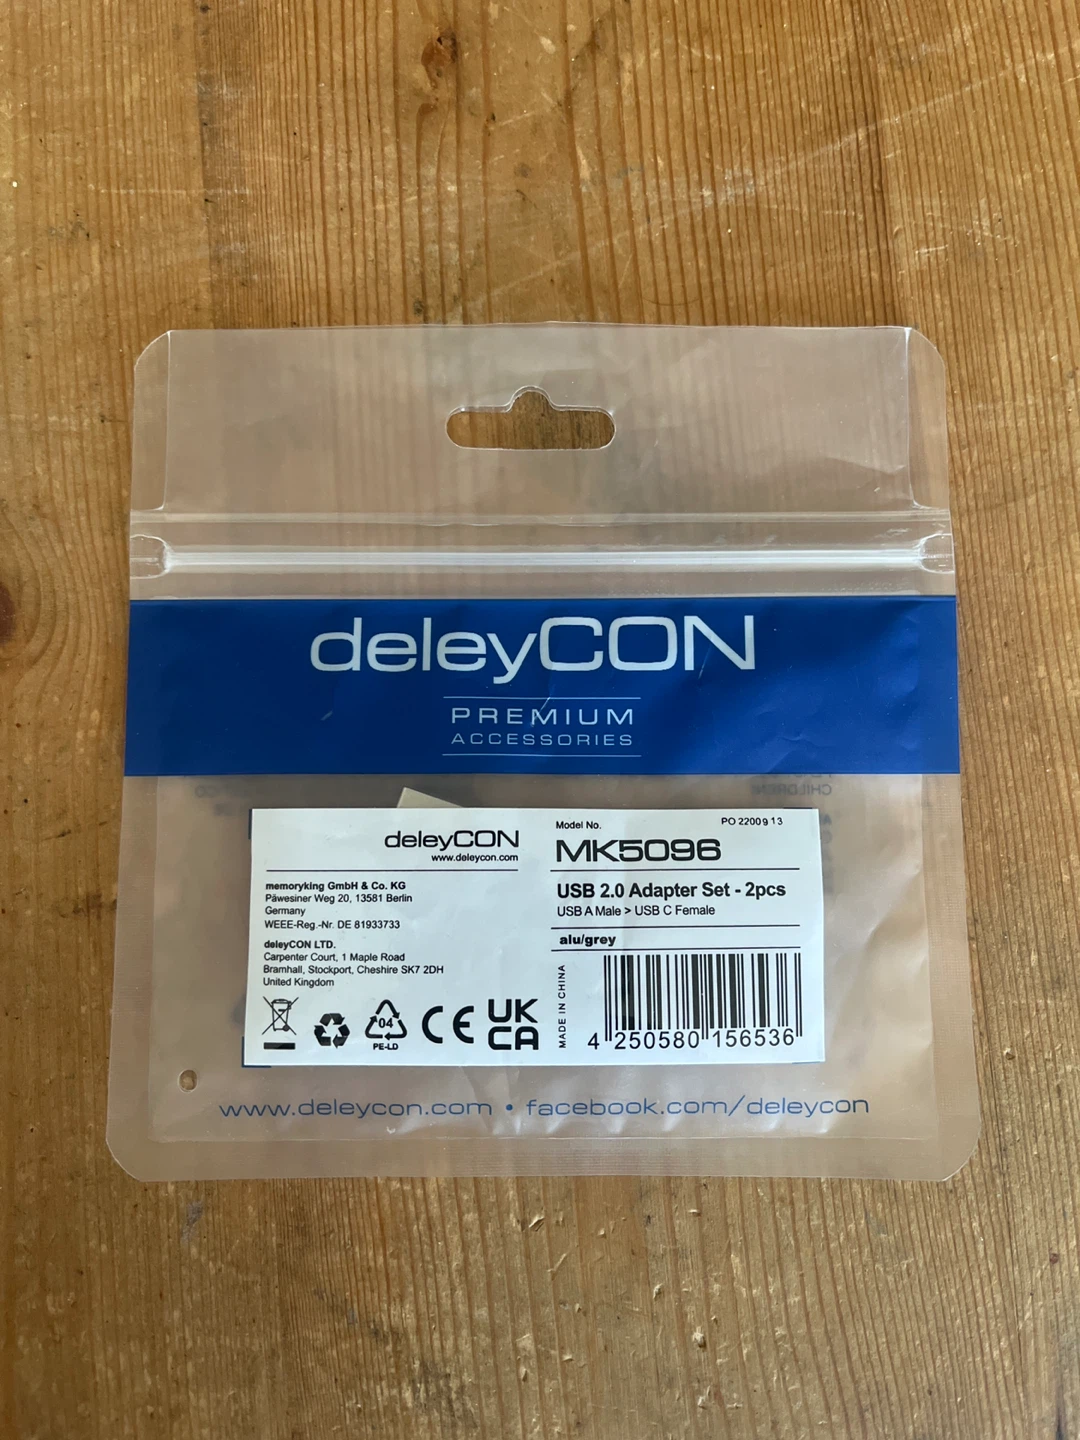 deleyCON
PREMIUM
ACCESSORIES
CHILDREN!
deleyCON
www.deleycon.com
memoryking GmbH & Co. KG
Päwesiner Weg 20, 13581 Berlin
Germany
WEEE-Reg.-Nr. DE 81933733
deleyCON LTD.
Carpenter Court, 1 Maple Road
Bramhall, Stockport, Cheshire SK7 2DH
United Kingdom
04
PE-LD
CE
UK
CA
Model No.
PO 2200913
MK5096
USB 2.0 Adapter Set - 2pcs
USB A Male > USB C Female
alu/grey
MADE IN CHINA
4 250580 156536
www.deleycon.com • facebook.com/deleycon